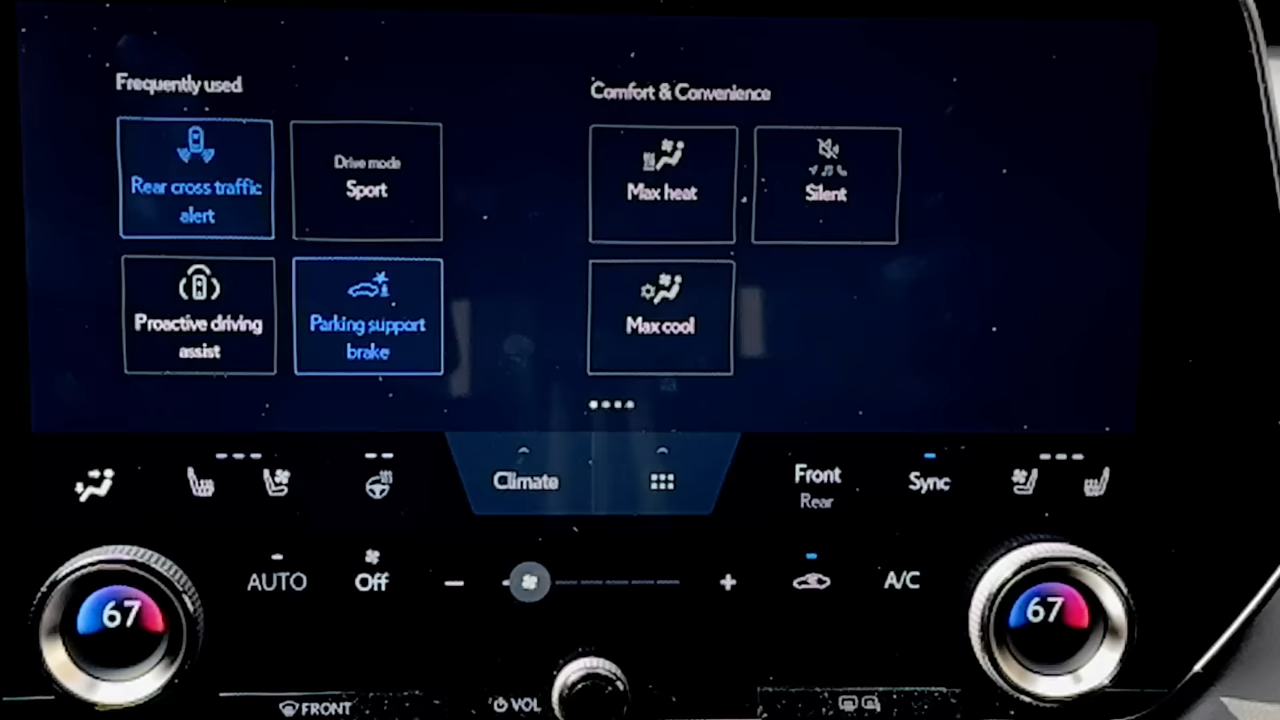 Frequently used
Comfort & Convenience
Rear cross traffic
alert
Drive mode
Sport
Max heat
Silent
Proactive driving
assist
Parking support
brake
Max cool
Climate
Front
Rear
Sync
AUTO
Off
A/C
67
67
FRONT
VOL